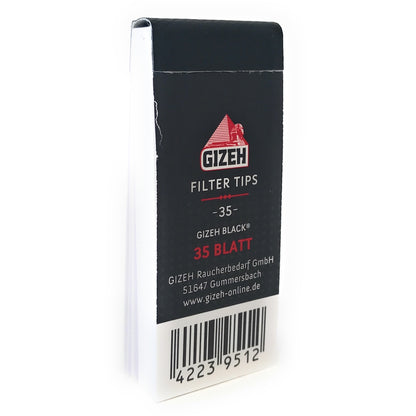 GIZEH
FILTER TIPS
-35-
GIZEH BLACK®
35 BLATT
GIZEH Raucherbedarf GmbH
51647 Gummersbach
www.gizeh-online.de
4223 9512